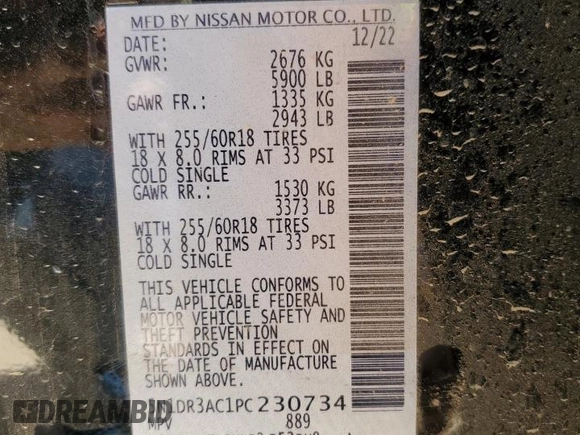 MFD BY NISSAN MOTOR CO., LTD.
DATE: 12/22
GVWR: 2676 KG
5900 LB
GAWR FR.: 1335 KG
2943 LB
WITH 255/60R18 TIRES
18 X 8.0 RIMS AT 33 PSI
COLD SINGLE
GAWR RR.: 1530 KG
3373 LB
WITH 255/60R18 TIRES
18 X 8.0 RIMS AT 33 PSI
COLD SINGLE
THIS VEHICLE CONFORMS TO
ALL APPLICABLE FEDERAL
MOTOR VEHICLE SAFETY AND
THEFT PREVENTION
STANDARDS IN EFFECT ON
THE DATE OF MANUFACTURE
SHOWN ABOVE.
1DR3AC1PC230734
DREAMBID
MPV 889